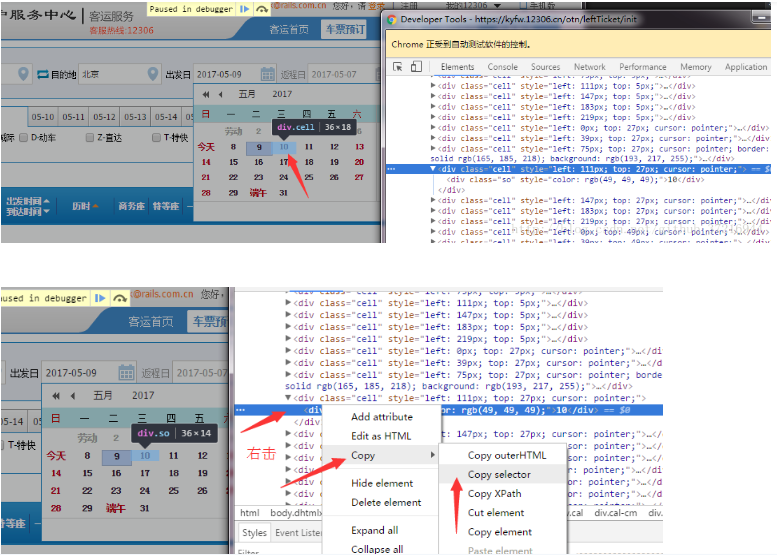 户服务中心 | 客运服务
客服热线:12306
Paused in debugger
@rails.com.cn 您好，请 登录 | 注册
我的12306
手机版
客运首页 车票预订
目的地 北京 出发日 2017-05-09 返程日 2017-05-07
05-10 05-11 05-12 05-13 05-14
D-动车 Z-直达 T-特快
五月 2017
日 一 二 三 四 五 六
劳动 2 6
div.cell | 36×18
今天 8 9 10 11 12 13
14 15 16 17 18 19 20
21 22 23 24 25 26 27
28 29 端午 31
出发时间 到达时间 历时 商务座 特等座 一
Developer Tools - https://kyfw.12306.cn/otn/leftTicket/init
Chrome 正受到自动测试软件的控制。
Elements Console Sources Network Performance Memory Application
<div class="cell" style="left: 75px; top: 5px;">…</div>
<div class="cell" style="left: 111px; top: 5px;">…</div>
<div class="cell" style="left: 147px; top: 5px;">…</div>
<div class="cell" style="left: 183px; top: 5px;">…</div>
<div class="cell" style="left: 219px; top: 5px;">…</div>
<div class="cell" style="left: 0px; top: 27px; cursor: pointer;">…</div>
<div class="cell" style="left: 39px; top: 27px; cursor: pointer;">…</div>
<div class="cell" style="left: 75px; top: 27px; cursor: pointer; border:
solid rgb(165, 185, 218); background: rgb(193, 217, 255);">…</div>
<div class="cell" style="left: 111px; top: 27px; cursor: pointer;"> == $0
<div class="so" style="color: rgb(49, 49, 49);">10</div>
</div>
<div class="cell" style="left: 147px; top: 27px; cursor: pointer;">…</div>
<div class="cell" style="left: 183px; top: 27px; cursor: pointer;">…</div>
<div class="cell" style="left: 219px; top: 27px; cursor: pointer;">…</div>
<div class="cell" style="left: 0px; top: 49px; cursor: pointer;">…</div>
<div class="cell" style="left: 39px; top: 49px; cursor: pointer;">…</div>
aused in debugger
@rails.com.cn 您好，
客运首页 车票预
出发日 2017-05-09 返程日 2017-05-0
5-14
T-特快
五月 2017
日 一 二 三 四 五
劳动 2
div.so | 36×14
今天 8 9 10 11 12
14 15 16 17 18 19
21 22 23 24 25 26
28 29 端午 31
特等座 一
<div class="cell" style="left: 75px; top: 5px;">…</div>
<div class="cell" style="left: 111px; top: 5px;">…</div>
<div class="cell" style="left: 147px; top: 5px;">…</div>
<div class="cell" style="left: 183px; top: 5px;">…</div>
<div class="cell" style="left: 219px; top: 5px;">…</div>
<div class="cell" style="left: 0px; top: 27px; cursor: pointer;">…</di
<div class="cell" style="left: 39px; top: 27px; cursor: pointer;">…</d
<div class="cell" style="left: 75px; top: 27px; cursor: pointer; borde
solid rgb(165, 185, 218); background: rgb(193, 217, 255);">…</div>
<div class="cell" style="left: 111px; top: 27px; cursor: pointer;">
<div or: rgb(49, 49, 49);">10</div> == $0
</di
右击
Add attribute
Edit as HTML
Copy
Hide element
Delete element
Expand all
Collapse all
Copy outerHTML
Copy selector
Copy XPath
Cut element
Copy element
Paste element
html body.dhtmlx .cal div.cal-cm div.
Styles Event Listen
Filter